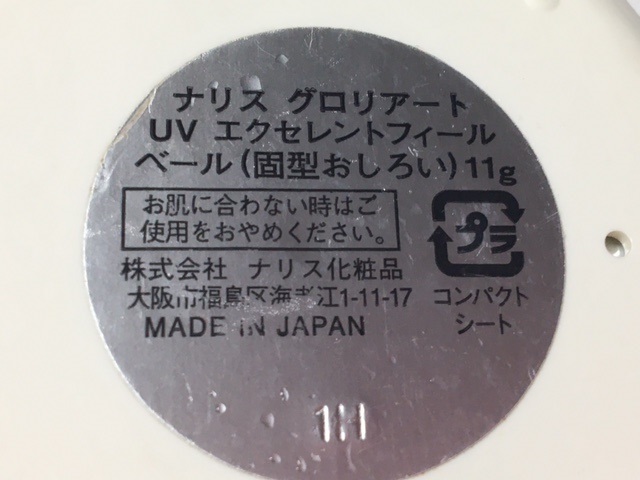 ナリス グロリアート
UV エクセレントフィール
ベール(固型おしろい)11g
お肌に合わない時はご
使用をおやめください。
プラ
株式会社 ナリス化粧品
大阪市福島区海老江1-11-17
コンパクト
シート
MADE IN JAPAN